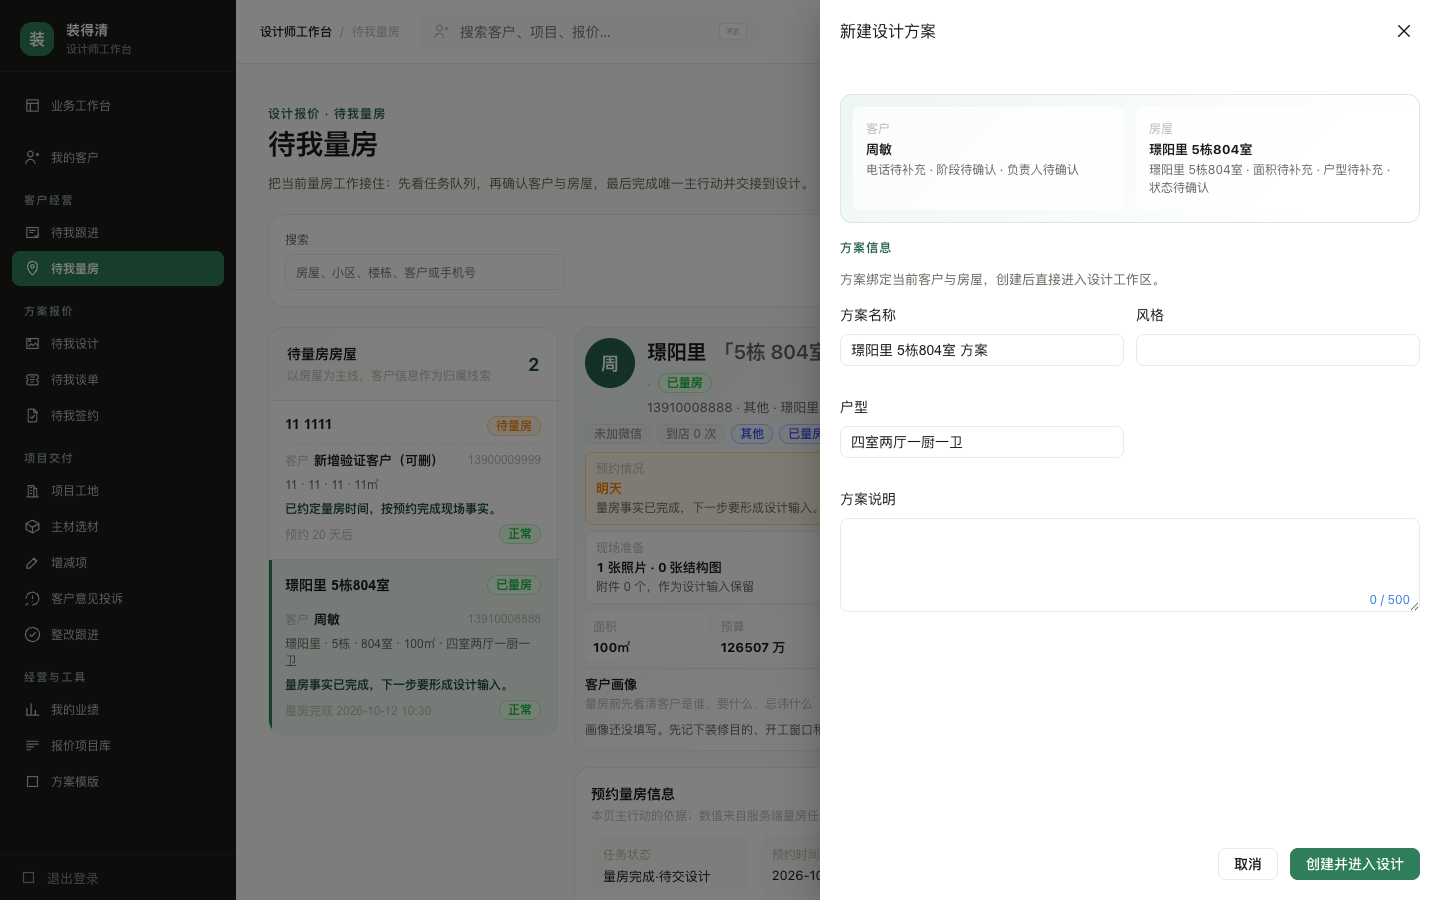 装
装得清
设计师工作台
业务工作台
我的客户
客户经营
待我跟进
待我量房
方案报价
待我设计
待我谈单
待我签约
项目交付
项目工地
主材选材
增减项
客户意见投诉
整改跟进
经营与工具
我的业绩
报价项目库
方案模版
退出登录
设计师工作台 / 待我量房
搜索客户、项目、报价...
⌘K
设计报价 · 待我量房
待我量房
把当前量房工作接住：先看任务队列，再确认客户与房屋，最后完成唯一主行动并交接到设计。
搜索
房屋、小区、楼栋、客户或手机号
待量房房屋
以房屋为主线，客户信息作为归属线索
2
11 1111
待量房
客户 新增验证客户（可删）
13900009999
11 · 11 · 11 · 11㎡
已约定量房时间，按预约完成现场事实。
预约 20 天后
正常
璟阳里 5栋804室
已量房
客户 周敏
13910008888
璟阳里 · 5栋 · 804室 · 100㎡ · 四室两厅一厨一
卫
量房事实已完成，下一步要形成设计输入。
量房完成 2026-10-12 10:30
正常
周
璟阳里 「5栋 804室
· 已量房
13910008888 · 其他 · 璟阳里
未加微信
到店 0 次
其他
已量房
预约情况
明天
量房事实已完成，下一步要形成设计输入。
现场准备
1 张照片 · 0 张结构图
附件 0 个，作为设计输入保留
面积
100㎡
预算
126507 万
客户画像
量房前先看清客户是谁、要什么、忌讳什么
画像还没填写。先记下装修目的、开工窗口和
预约量房信息
本页主行动的依据；数值来自服务端量房任
任务状态
量房完成·待交设计
预约时间
2026-10
新建设计方案
客户
周敏
电话待补充 · 阶段待确认 · 负责人待确认
房屋
璟阳里 5栋804室
璟阳里 5栋804室 · 面积待补充 · 户型待补充 ·
状态待确认
方案信息
方案绑定当前客户与房屋，创建后直接进入设计工作区。
方案名称
璟阳里 5栋804室 方案
风格
户型
四室两厅一厨一卫
方案说明
0 / 500
取消
创建并进入设计